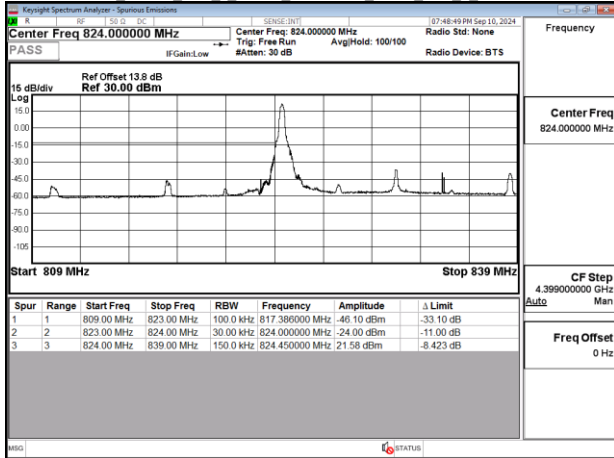 Keysight Spectrum Analyzer - Spurious Emissions
RF 50 Ω DC SENSE:INT 07:48:49 PM Sep 10, 2024
Center Freq 824.000000 MHz Center Freq: 824.000000 MHz Radio Std: None Frequency
PASS Trig: Free Run Avg|Hold: 100/100
IFGain:Low #Atten: 30 dB Radio Device: BTS
Ref Offset 13.8 dB
15 dB/div Ref 30.00 dBm
Log
15.0
0.00
-15.0
-30.0
-45.0
-60.0
-75.0
-90.0
-105
Start 809 MHz Stop 839 MHz
Center Freq
824.000000 MHz
CF Step
4.399000000 GHz
Auto Man
Freq Offset
0 Hz
Spur Range Start Freq Stop Freq RBW Frequency Amplitude Δ Limit
1 1 809.00 MHz 823.00 MHz 100.0 kHz 817.386000 MHz -46.10 dBm -33.10 dB
2 2 823.00 MHz 824.00 MHz 30.00 kHz 824.000000 MHz -24.00 dBm -11.00 dB
3 3 824.00 MHz 839.00 MHz 150.0 kHz 824.450000 MHz 21.58 dBm -8.423 dB
MSG STATUS